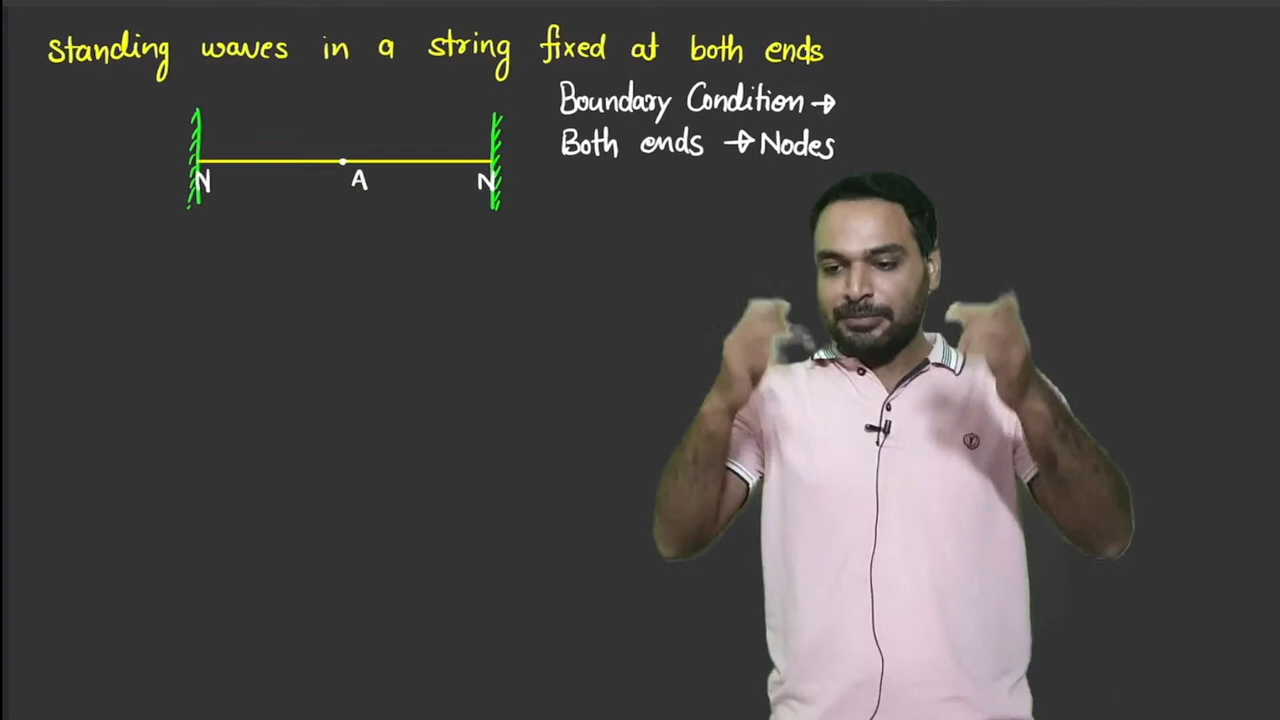 standing waves in a string fixed at both ends
Boundary Condition →
Both ends → Nodes
N A N